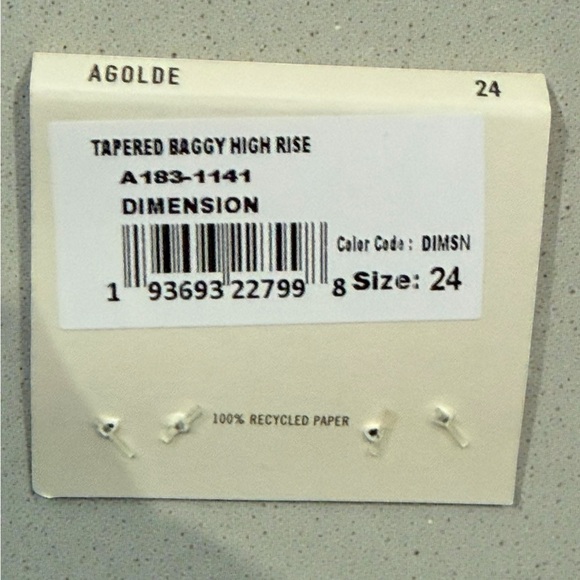 AGOLDE
24
TAPERED BAGGY HIGH RISE
A183-1141
DIMENSION
Color Code : DIMSN
1 93693 22799 8 Size: 24
100% RECYCLED PAPER